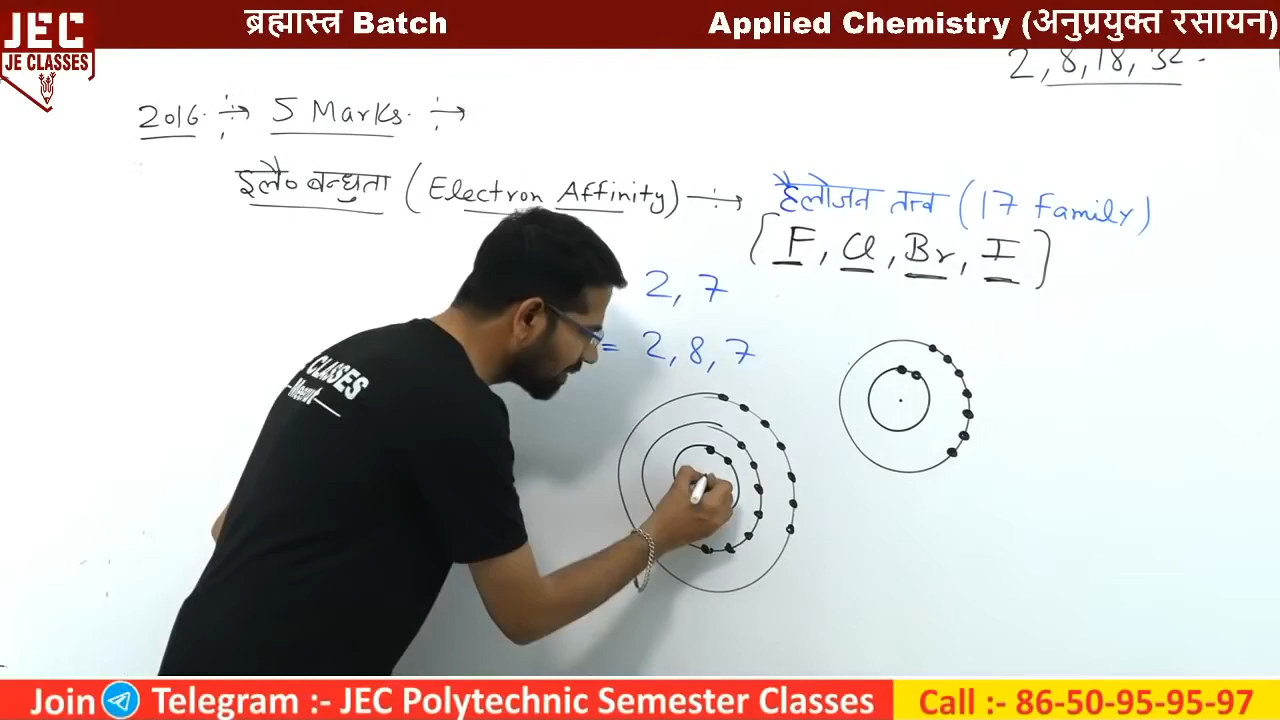 JEC
JE CLASSES
ब्रह्मास्त्र Batch
Applied Chemistry (अनुप्रयुक्त रसायन)
2, 8, 18, 32
2016 → 5 Marks →
इलै० बन्धुता (Electron Affinity) → हैलोजन तत्व (17 Family)
[F, Cl, Br, I]
2, 7
= 2, 8, 7
CLASSES
Meerut
Join Telegram :- JEC Polytechnic Semester Classes
Call :- 86-50-95-95-97